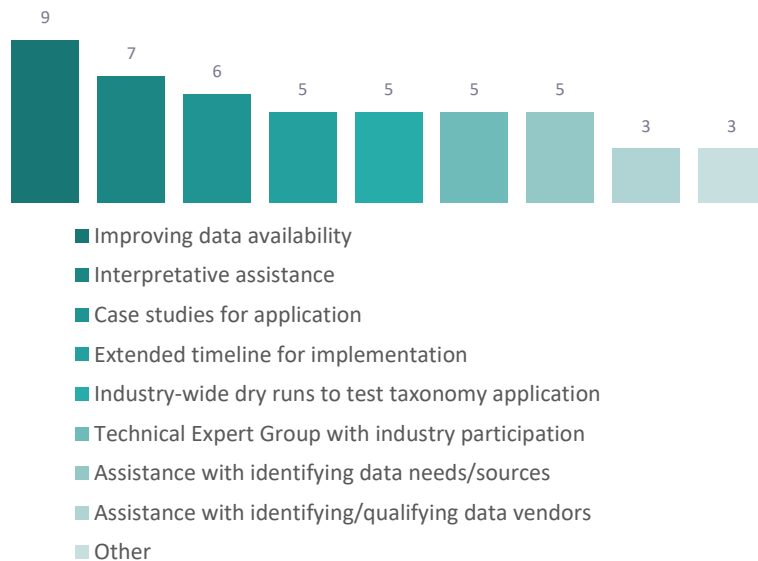 9
7
6
5
5
5
5
3
3
Improving data availability
Interpretative assistance
Case studies for application
Extended timeline for implementation
Industry-wide dry runs to test taxonomy application
Technical Expert Group with industry participation
Assistance with identifying data needs/sources
Assistance with identifying/qualifying data vendors
Other